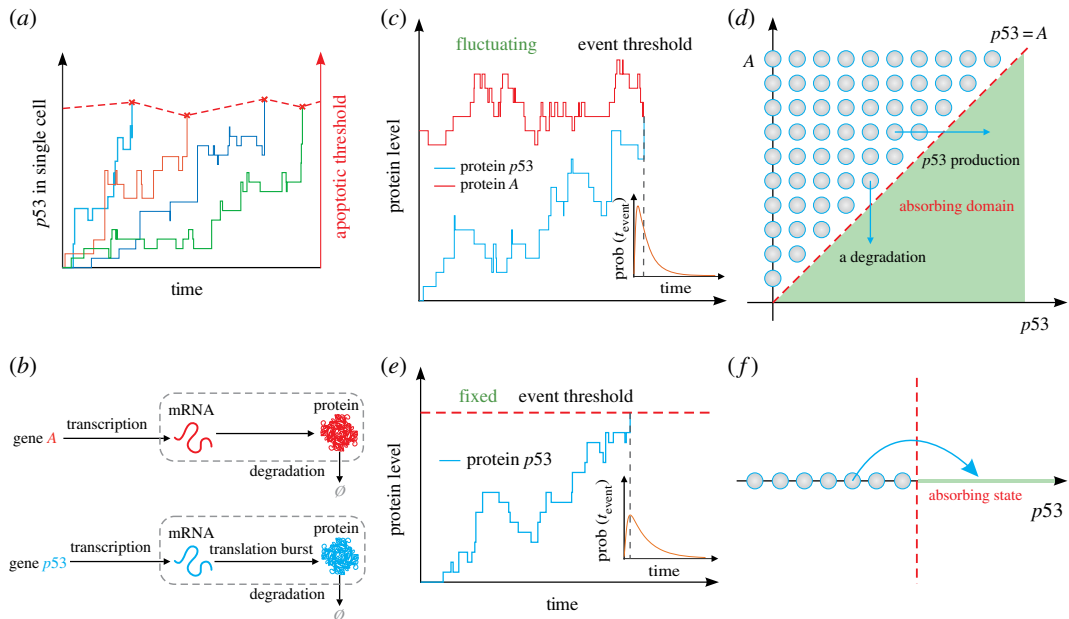 (a)
p53 in single cell
apoptotic threshold
time
(b)
gene A
transcription
mRNA
protein
degradation
∅
gene p53
transcription
mRNA
translation burst
protein
degradation
∅
(c)
fluctuating
event threshold
protein level
protein p53
protein A
prob (t_event)
time
(d)
p53 = A
A
p53 production
absorbing domain
a degradation
p53
(e)
fixed
event threshold
protein level
protein p53
prob (t_event)
time
time
(f)
absorbing state
p53